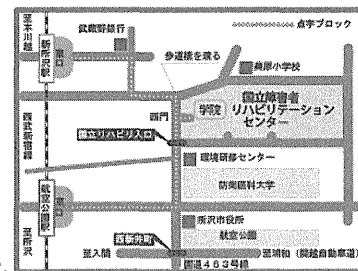 至本川越
新所沢駅
東口
武蔵野銀行
点字ブロック
歩道橋を渡る
並木小学校
国立障害者
リハビリテーション
センター
学院
西門
国立リハビリ入口
西武新宿線
環境研修センター
防衛医科大学
航空公園駅
東口
所沢市役所
航空公園
至所沢
西新井町
至入間
至浦和（関越自動車道）
国道４６３号線